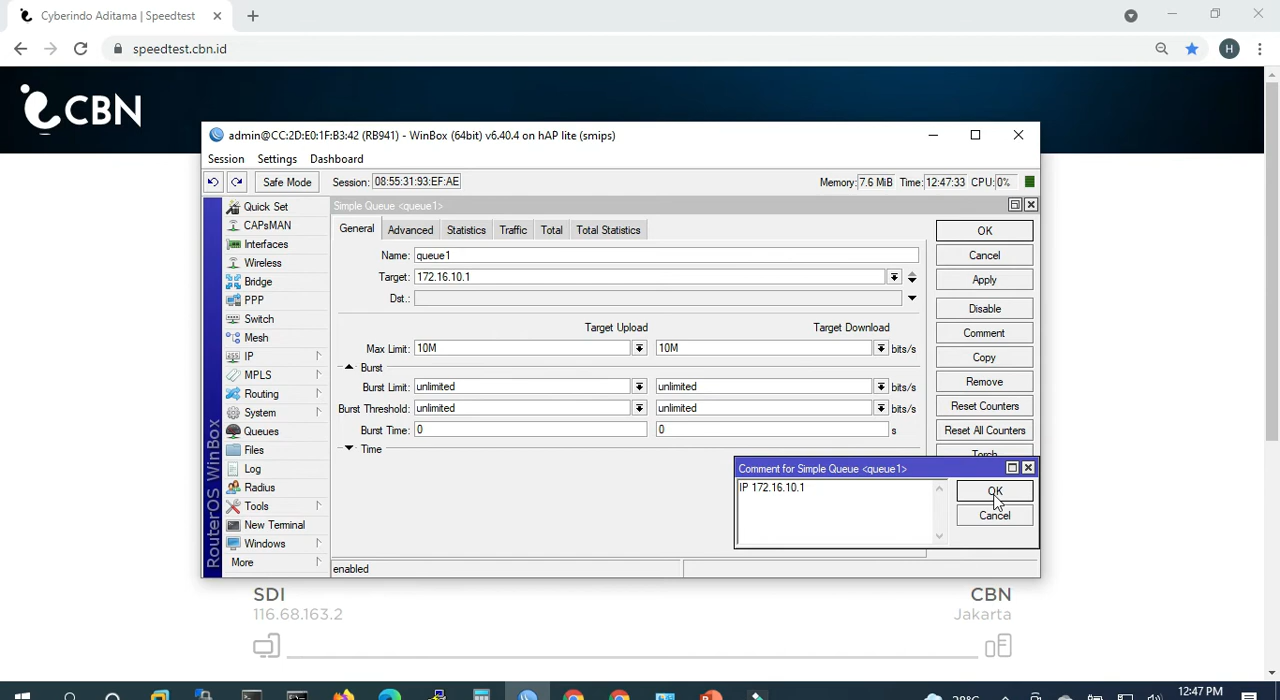 Cyberindo Aditama | Speedtest
speedtest.cbn.id
H
CBN
admin@CC:2D:E0:1F:B3:42 (RB941) - WinBox (64bit) v6.40.4 on hAP lite (smips)
Session Settings Dashboard
Safe Mode Session: 08:55:31:93:EF:AE Memory: 7.6 MiB Time: 12:47:33 CPU: 0%
RouterOS WinBox
Quick Set
CAPsMAN
Interfaces
Wireless
Bridge
PPP
Switch
Mesh
IP
MPLS
Routing
System
Queues
Files
Log
Radius
Tools
New Terminal
Windows
More
Simple Queue <queue1>
General Advanced Statistics Traffic Total Total Statistics
Name: queue1
Target: 172.16.10.1
Dst.:
Target Upload Target Download
Max Limit: 10M 10M bits/s
Burst
Burst Limit: unlimited unlimited bits/s
Burst Threshold: unlimited unlimited bits/s
Burst Time: 0 0 s
Time
OK
Cancel
Apply
Disable
Comment
Copy
Remove
Reset Counters
Reset All Counters
Torch
Comment for Simple Queue <queue1>
IP 172.16.10.1
OK
Cancel
enabled
SDI
116.68.163.2
CBN
Jakarta
28°C
12:47 PM